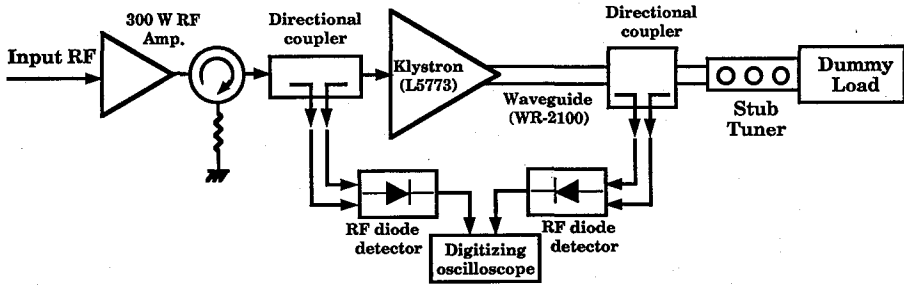 300 W RF
Amp.
Input RF
Directional
coupler
Klystron
(L5773)
Waveguide
(WR-2100)
Directional
coupler
Stub
Tuner
Dummy
Load
RF diode
detector
Digitizing
oscilloscope
RF diode
detector